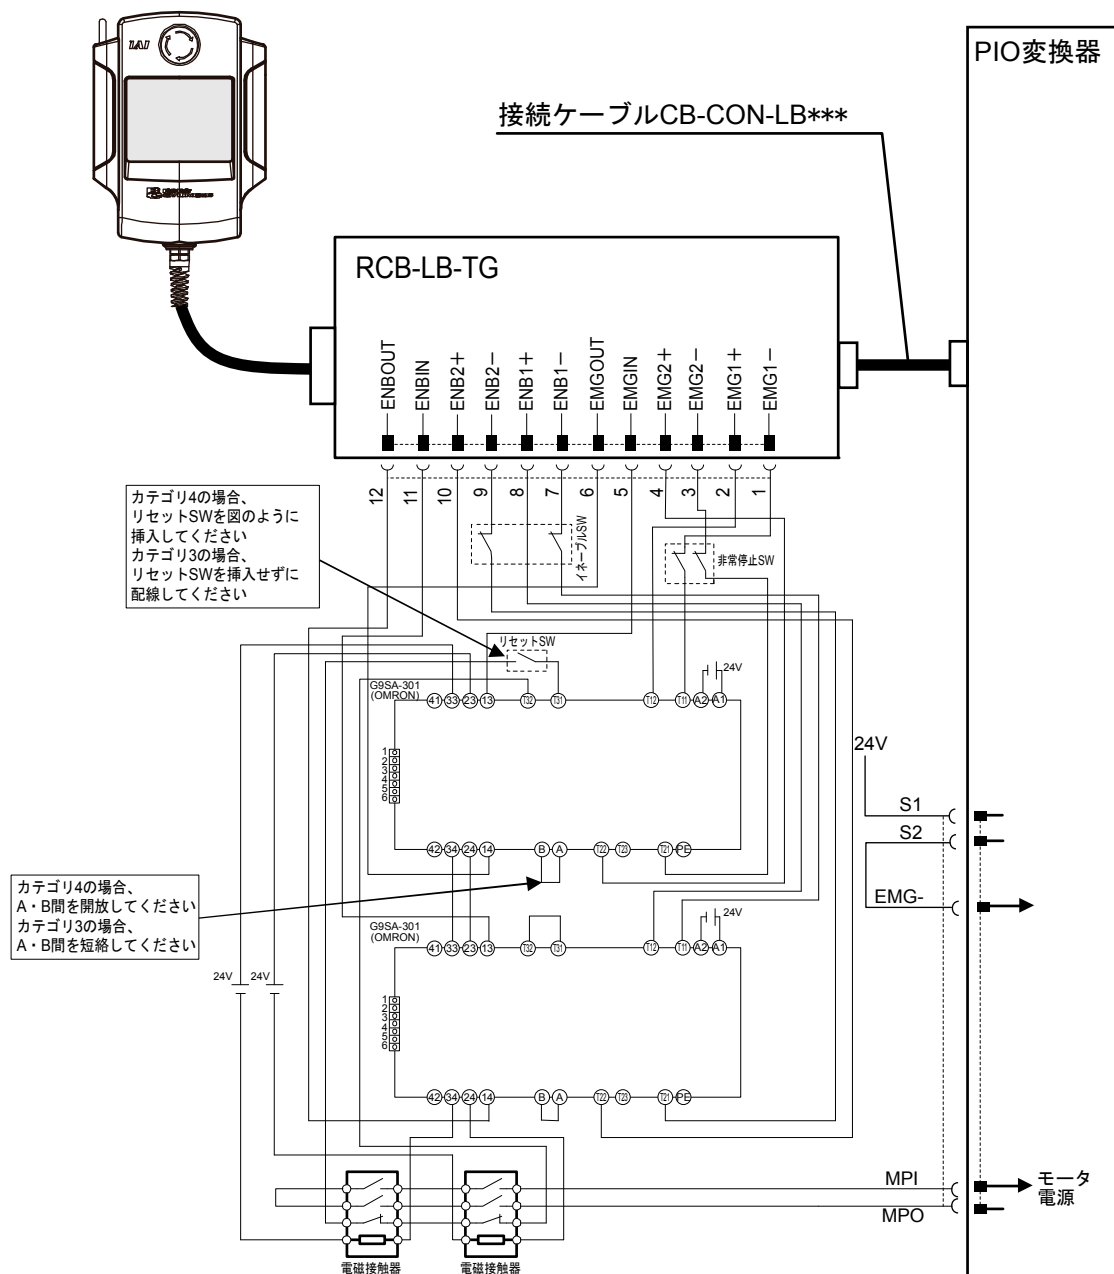 PIO変換器
IAI
接続ケーブルCB-CON-LB***
RCB-LB-TG
ENBOUT
ENBIN
ENB2+
ENB2−
ENB1+
ENB1−
EMGOUT
EMGIN
EMG2+
EMG2−
EMG1+
EMG1−
12
11
10
9
8
7
6
5
4
3
2
1
カテゴリ4の場合、
リセットSWを図のように
挿入してください
カテゴリ3の場合、
リセットSWを挿入せずに
配線してください
イネーブルSW
非常停止SW
リセットSW
G9SA-301
(OMRON)
41 33 23 13 T32 T31 T12 T11 A2 A1
24V
1
2
3
4
5
6
24V
S1
S2
EMG-
42 34 24 14 B A T22 T23 T21 PE
カテゴリ4の場合、
A・B間を開放してください
カテゴリ3の場合、
A・B間を短絡してください
G9SA-301
(OMRON)
41 33 23 13 T32 T31 T12 T11 A2 A1
24V
24V 24V
1
2
3
4
5
6
42 34 24 14 B A T22 T23 T21 PE
MPI
MPO
モータ
電源
電磁接触器
電磁接触器